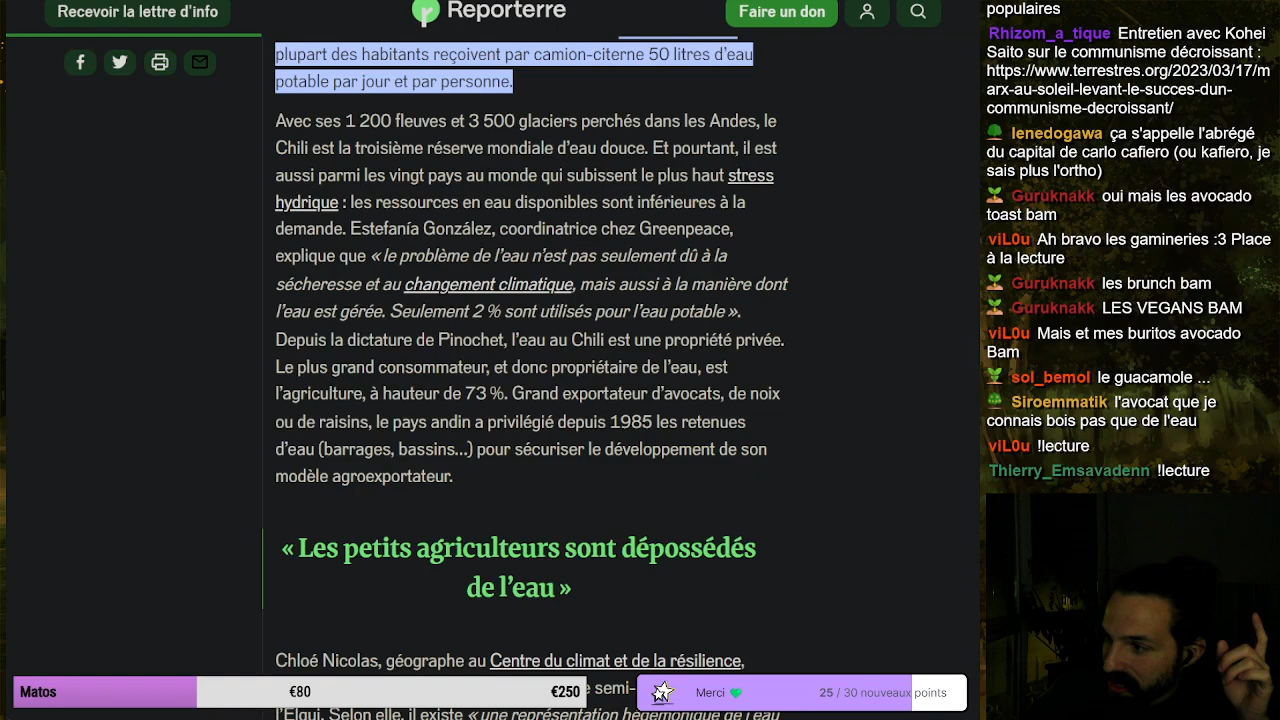 Recevoir la lettre d'info
Reporterre
Faire un don
plupart des habitants reçoivent par camion-citerne 50 litres d'eau
potable par jour et par personne.
Avec ses 1 200 fleuves et 3 500 glaciers perchés dans les Andes, le
Chili est la troisième réserve mondiale d'eau douce. Et pourtant, il est
aussi parmi les vingt pays au monde qui subissent le plus haut stress
hydrique : les ressources en eau disponibles sont inférieures à la
demande. Estefanía González, coordinatrice chez Greenpeace,
explique que « le problème de l'eau n'est pas seulement dû à la
sécheresse et au changement climatique, mais aussi à la manière dont
l'eau est gérée. Seulement 2 % sont utilisés pour l'eau potable ».
Depuis la dictature de Pinochet, l'eau au Chili est une propriété privée.
Le plus grand consommateur, et donc propriétaire de l'eau, est
l'agriculture, à hauteur de 73 %. Grand exportateur d'avocats, de noix
ou de raisins, le pays andin a privilégié depuis 1985 les retenues
d'eau (barrages, bassins...) pour sécuriser le développement de son
modèle agroexportateur.
« Les petits agriculteurs sont dépossédés
de l'eau »
Chloé Nicolas, géographe au Centre du climat et de la résilience,
e semi-
l'Elqui. Selon elle, il existe « une représentation hégémonique de l'eau
Matos
€80
€250
Merci
25 / 30 nouveaux points
populaires
Rhizom_a_tique Entretien avec Kohei
Saito sur le communisme décroissant :
https://www.terrestres.org/2023/03/17/m
arx-au-soleil-levant-le-succes-dun-
communisme-decroissant/
lenedogawa ça s'appelle l'abrégé
du capital de carlo cafiero (ou kafiero, je
sais plus l'ortho)
Guruknakk oui mais les avocado
toast bam
viL0u Ah bravo les gamineries :3 Place
à la lecture
Guruknakk les brunch bam
Guruknakk LES VEGANS BAM
viL0u Mais et mes buritos avocado
Bam
sol_bemol le guacamole ...
Siroemmatik l'avocat que je
connais bois pas que de l'eau
viL0u !lecture
Thierry_Emsavadenn !lecture